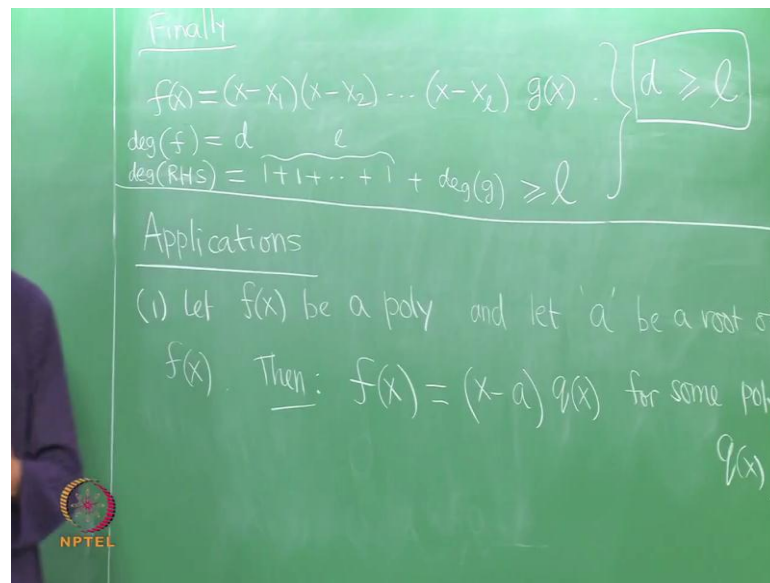 Finally
f(x) = (x-x₁)(x-x₂) ... (x-xₗ) g(x) . } d ≥ l
deg(f) = d
l
deg(RHS) = 1+1+...+1 + deg(g) ≥ l
Applications
(1) Let f(x) be a poly and let 'a' be a root o
f(x). Then: f(x) = (x-a) q(x) for some poly
q(x)
NPTEL